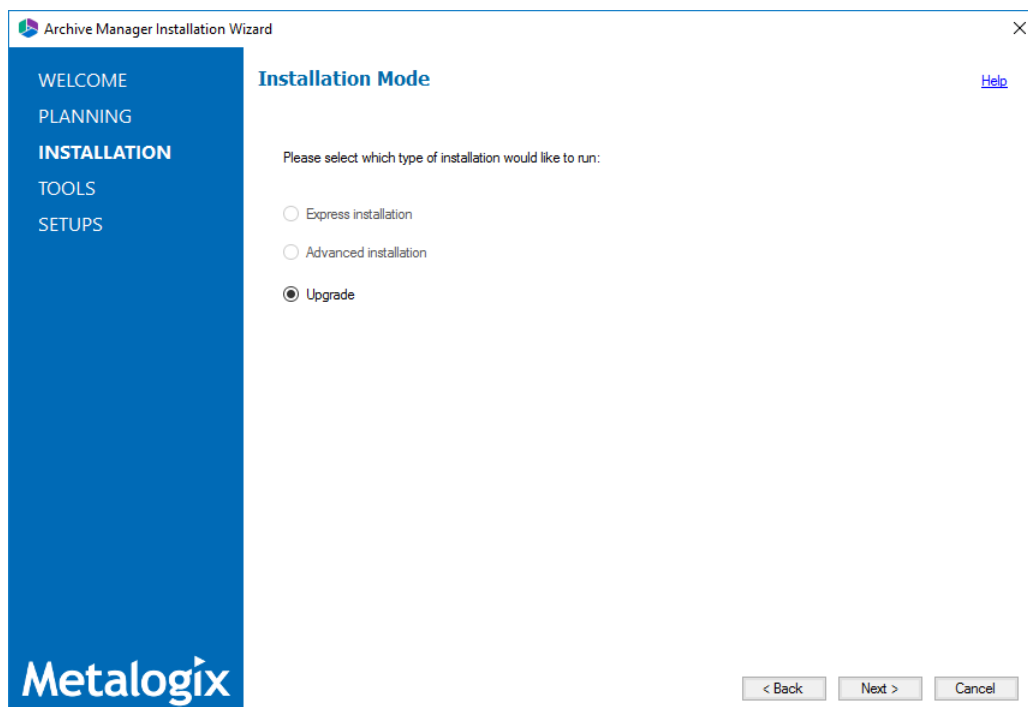 Archive Manager Installation Wizard
WELCOME
PLANNING
INSTALLATION
TOOLS
SETUPS
Installation Mode
Help
Please select which type of installation would like to run:
Express installation
Advanced installation
Upgrade
Metalogix
< Back
Next >
Cancel